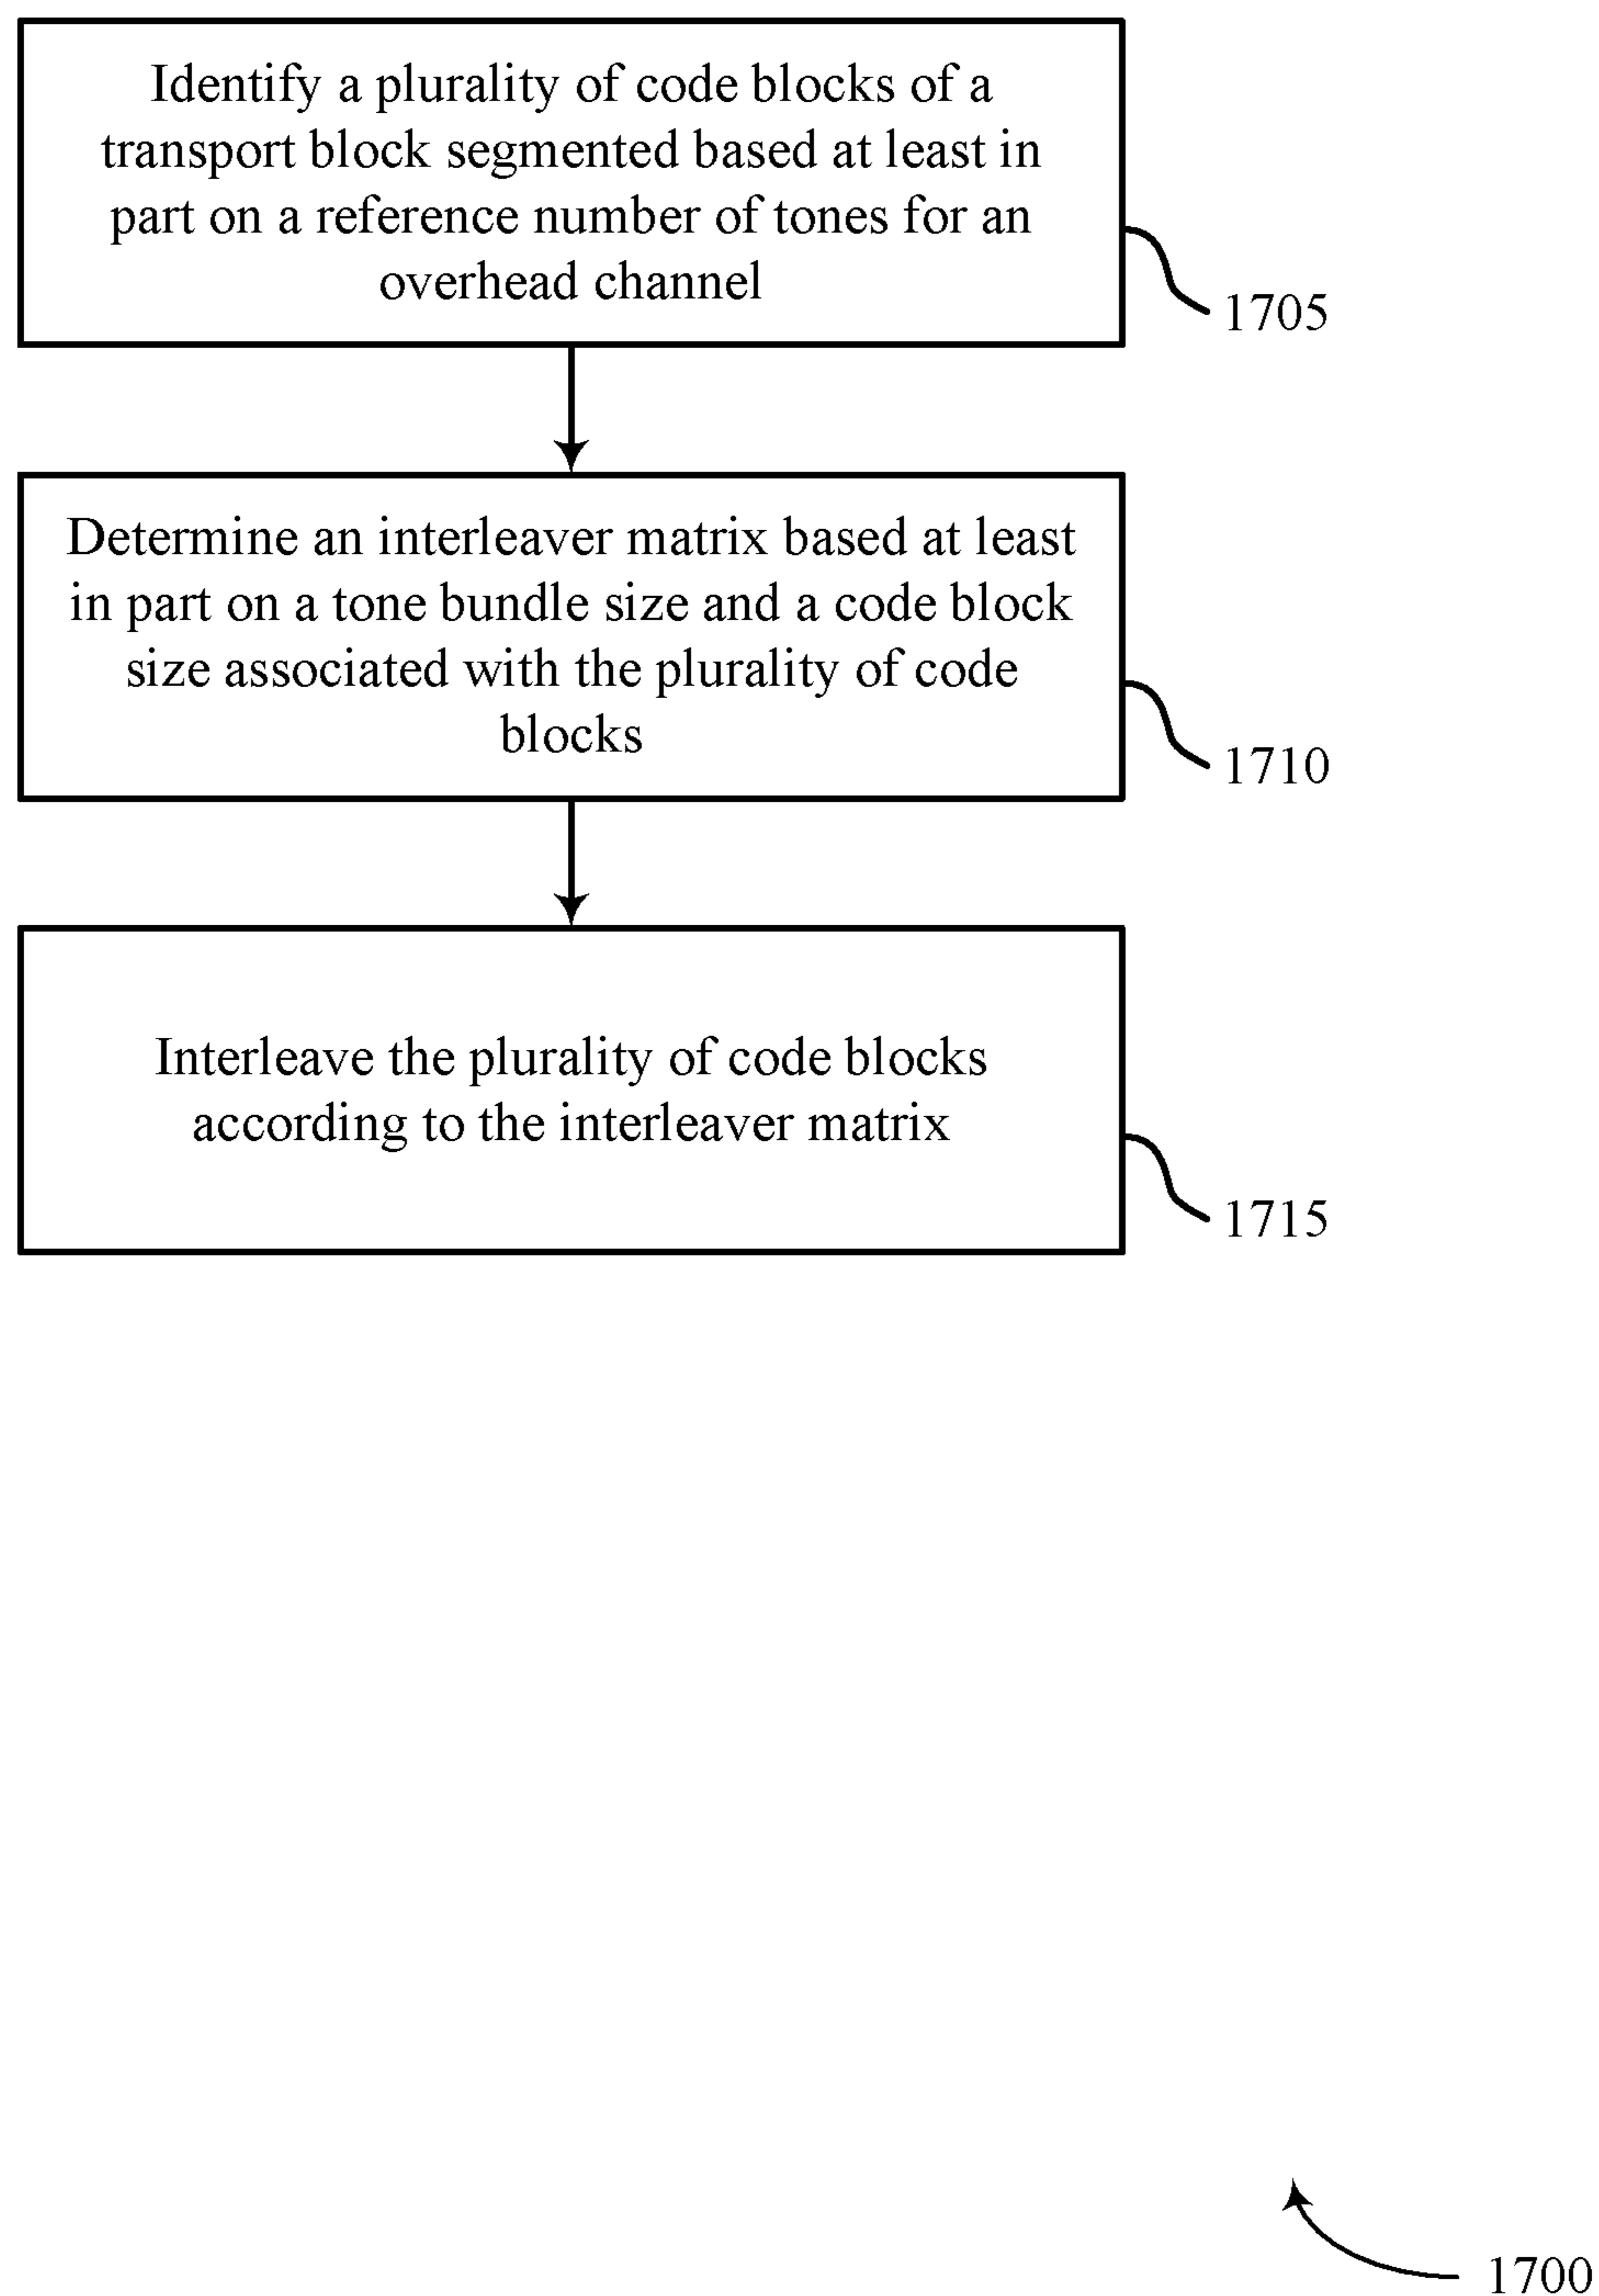 Identify a plurality of code blocks of a
transport block segmented based at least in
part on a reference number of tones for an
overhead channel
1705
Determine an interleaver matrix based at least
in part on a tone bundle size and a code block
size associated with the plurality of code
blocks
1710
Interleave the plurality of code blocks
according to the interleaver matrix
1715
1700